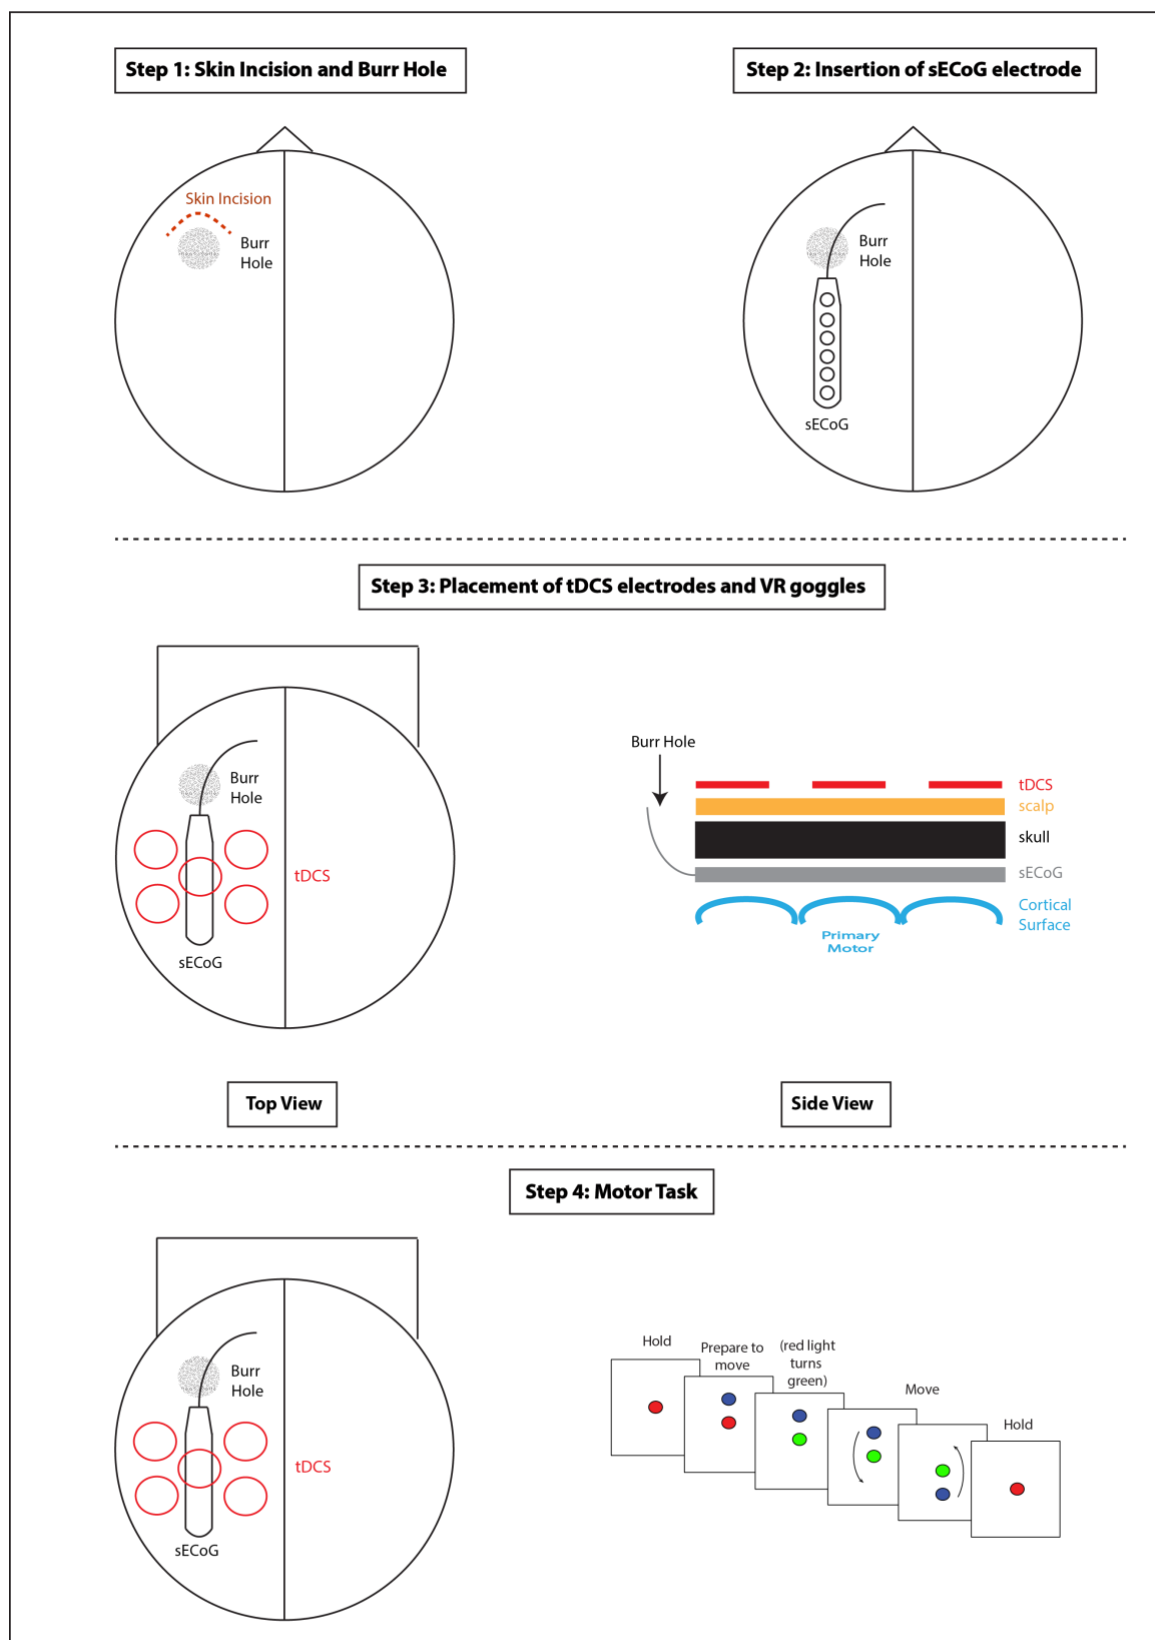 Step 1: Skin Incision and Burr Hole
Step 2: Insertion of sECoG electrode
Skin Incision
Burr
Hole
Burr
Hole
sECoG
Step 3: Placement of tDCS electrodes and VR goggles
Burr
Hole
tDCS
sECoG
Burr Hole
tDCS
scalp
skull
sECoG
Cortical
Surface
Primary
Motor
Top View
Side View
Step 4: Motor Task
Burr
Hole
tDCS
sECoG
Hold
Prepare to
move
(red light
turns
green)
Move
Hold